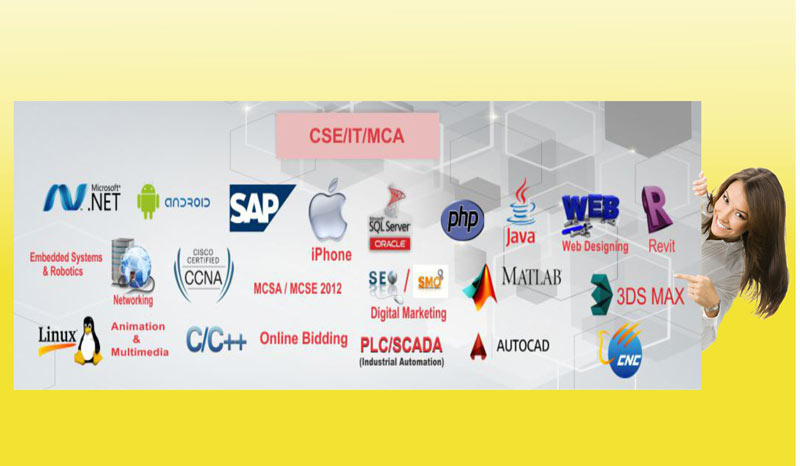 CSE/IT/MCA
Microsoft®
.NET
ANDROID
SAP
iPhone
Microsoft
SQL Server
ORACLE
php
Java
WEB
Web Designing
R
Revit
Embedded Systems
& Robotics
Networking
CISCO
CERTIFIED
CCNA
MCSA / MCSE 2012
SEO / SMO
Digital Marketing
MATLAB
3DS MAX
Linux
Animation
&
Multimedia
C/C++
Online Bidding
PLC/SCADA
(Industrial Automation)
AUTOCAD
CNC